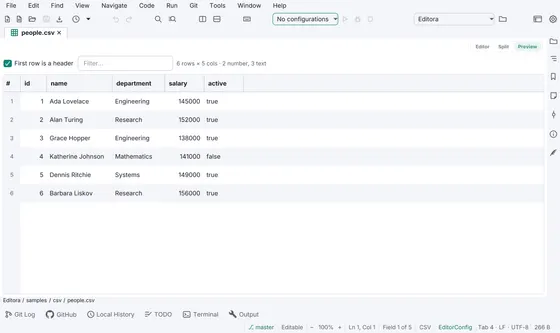 File Edit Find View Navigate Code Run Git Tools Window Help
No configurations Editora
people.csv
Editor Split Preview
First row is a header Filter... 6 rows × 5 cols · 2 number, 3 text
# id name department salary active
1 1 Ada Lovelace Engineering 145000 true
2 2 Alan Turing Research 152000 true
3 3 Grace Hopper Engineering 138000 true
4 4 Katherine Johnson Mathematics 141000 false
5 5 Dennis Ritchie Systems 149000 true
6 6 Barbara Liskov Research 156000 true
Editora / samples / csv / people.csv
Git Log GitHub Local History TODO Terminal Output
master Editable − 100% + Ln 1, Col 1 Field 1 of 5 CSV EditorConfig Tab 4 · LF · UTF-8 266 B